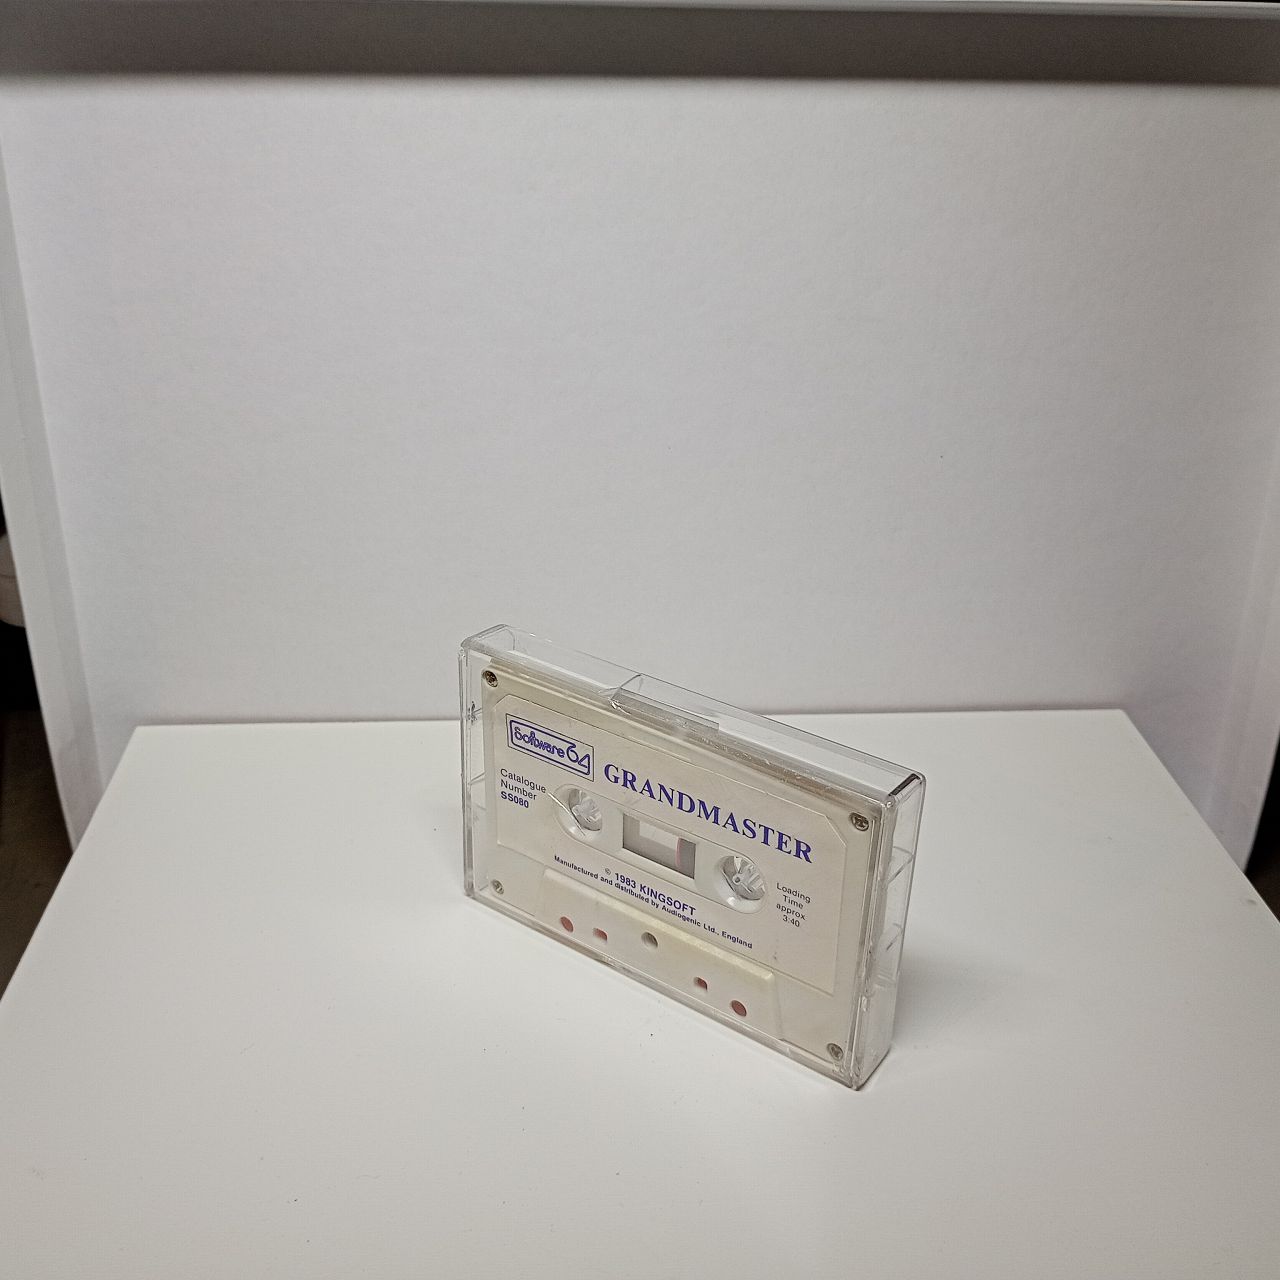 Software 64
GRANDMASTER
Catalogue
Number
SS080
© 1983 KINGSOFT
Manufactured and distributed by Audiogenic Ltd., England
Loading
Time
approx
3:40